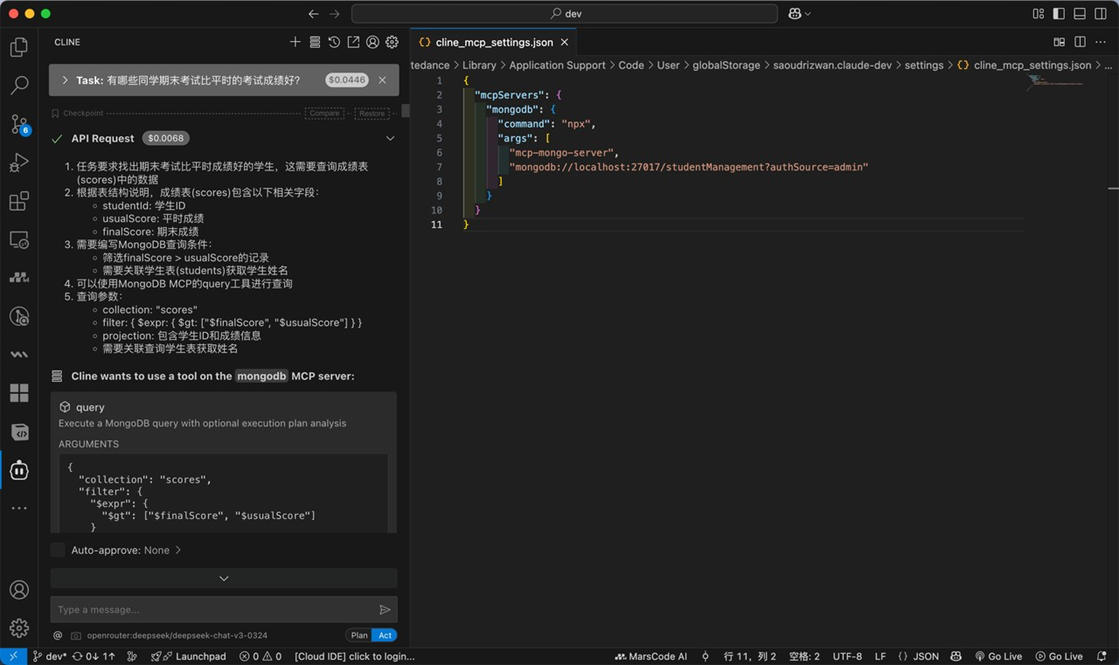 dev
CLINE
Task: 有哪些同学期末考试比平时的考试成绩好? $0.0446
Checkpoint Compare Restore
API Request $0.0068
1. 任务要求找出期末考试比平时成绩好的学生，这需要查询成绩表
(scores)中的数据
2. 根据表结构说明，成绩表(scores)包含以下相关字段：
studentId: 学生ID
usualScore: 平时成绩
finalScore: 期末成绩
3. 需要编写MongoDB查询条件：
筛选finalScore > usualScore的记录
需要关联学生表(students)获取学生姓名
4. 可以使用MongoDB MCP的query工具进行查询
5. 查询参数：
collection: "scores"
filter: { $expr: { $gt: ["$finalScore", "$usualScore"] } }
projection: 包含学生ID和成绩信息
需要关联查询学生表获取姓名
Cline wants to use a tool on the mongodb MCP server:
query
Execute a MongoDB query with optional execution plan analysis
ARGUMENTS
{
"collection": "scores",
"filter": {
"$expr": {
"$gt": ["$finalScore", "$usualScore"]
}
Auto-approve: None
Type a message...
@ openrouter:deepseek/deepseek-chat-v3-0324 Plan Act
6
cline_mcp_settings.json
tedance > Library > Application Support > Code > User > globalStorage > saoudrizwan.claude-dev > settings > {} cline_mcp_settings.json > ...
1 {
2 "mcpServers": {
3 "mongodb": {
4 "command": "npx",
5 "args": [
6 "mcp-mongo-server",
7 "mongodb://localhost:27017/studentManagement?authSource=admin"
8 ]
9 }
10 }
11 }
dev* 0↓ 1↑ Launchpad 0 0 [Cloud IDE] click to login... MarsCode AI 行 11，列 2 空格: 2 UTF-8 LF {} JSON Go Live Go Live